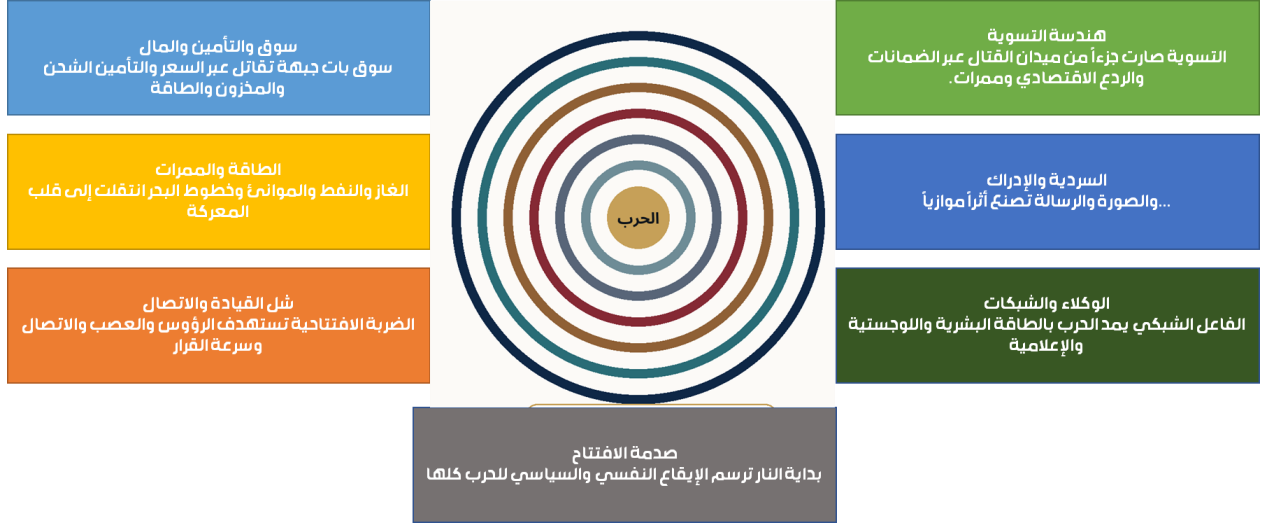 هندسة التسوية
التسوية صارت جزءاً من ميدان القتال عبر الضمانات
والردع الاقتصادي وممرات.
سوق والتأمين والمال
سوق بات جبهة تقاتل عبر السعر والتأمين الشحن
والمخزون والطاقة
السردية والإدراك
...والصورة والرسالة تصنع أثراً موازياً
الطاقة والممرات
الغاز والنفط والموانئ وخطوط البحر انتقلت إلى قلب
المعركة
الحرب
الوكلاء والشبكات
الفاعل الشبكي يمد الحرب بالطاقة البشرية واللوجستية
والإعلامية
شل القيادة والاتصال
الضربة الافتتاحية تستهدف الرؤوس والعصب والاتصال
وسرعة القرار
صدمة الافتتاح
بداية النار ترسم الإيقاع النفسي والسياسي للحرب كلها